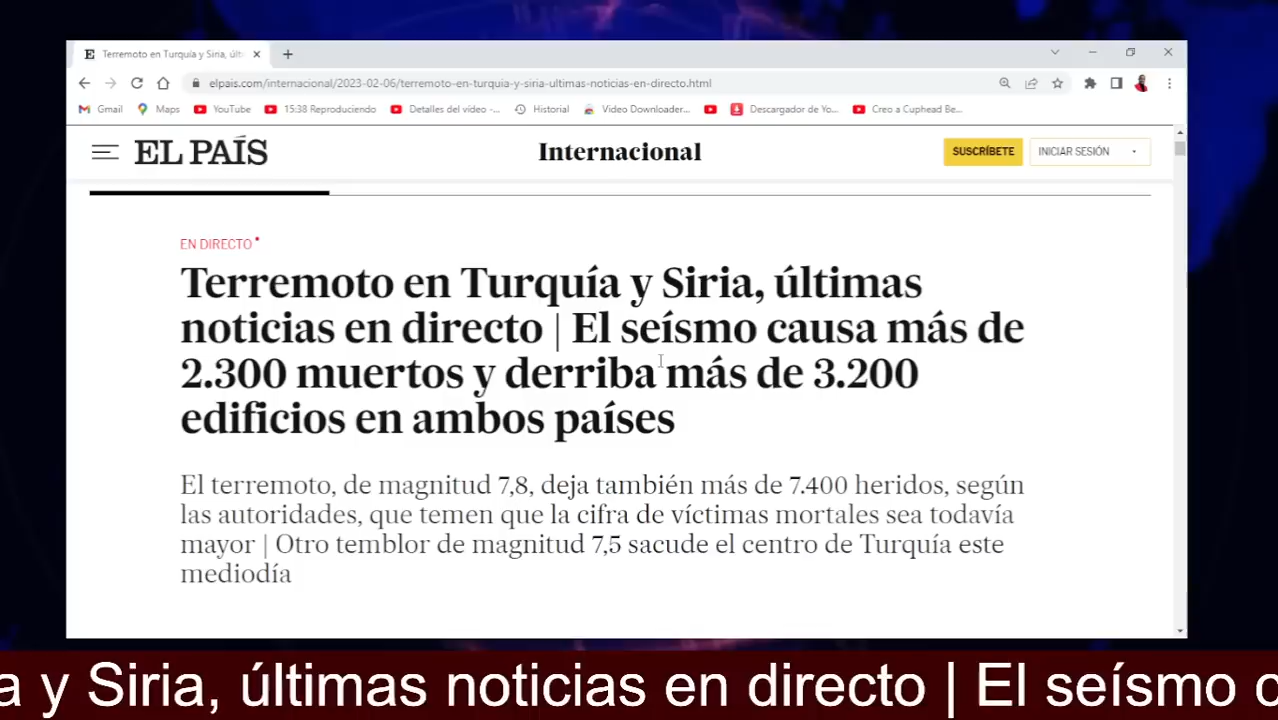 Terremoto en Turquía y Siria, últi
elpais.com/internacional/2023-02-06/terremoto-en-turquia-y-siria-ultimas-noticias-en-directo.html
Gmail Maps YouTube 15:38 Reproduciendo Detalles del vídeo -... Historial Video Downloader... Descargador de Yo... Creo a Cuphead Be...
EL PAÍS Internacional SUSCRÍBETE INICIAR SESIÓN
EN DIRECTO
Terremoto en Turquía y Siria, últimas
noticias en directo | El seísmo causa más de
2.300 muertos y derriba más de 3.200
edificios en ambos países
El terremoto, de magnitud 7,8, deja también más de 7.400 heridos, según
las autoridades, que temen que la cifra de víctimas mortales sea todavía
mayor | Otro temblor de magnitud 7,5 sacude el centro de Turquía este
mediodía
a y Siria, últimas noticias en directo | El seísmo c